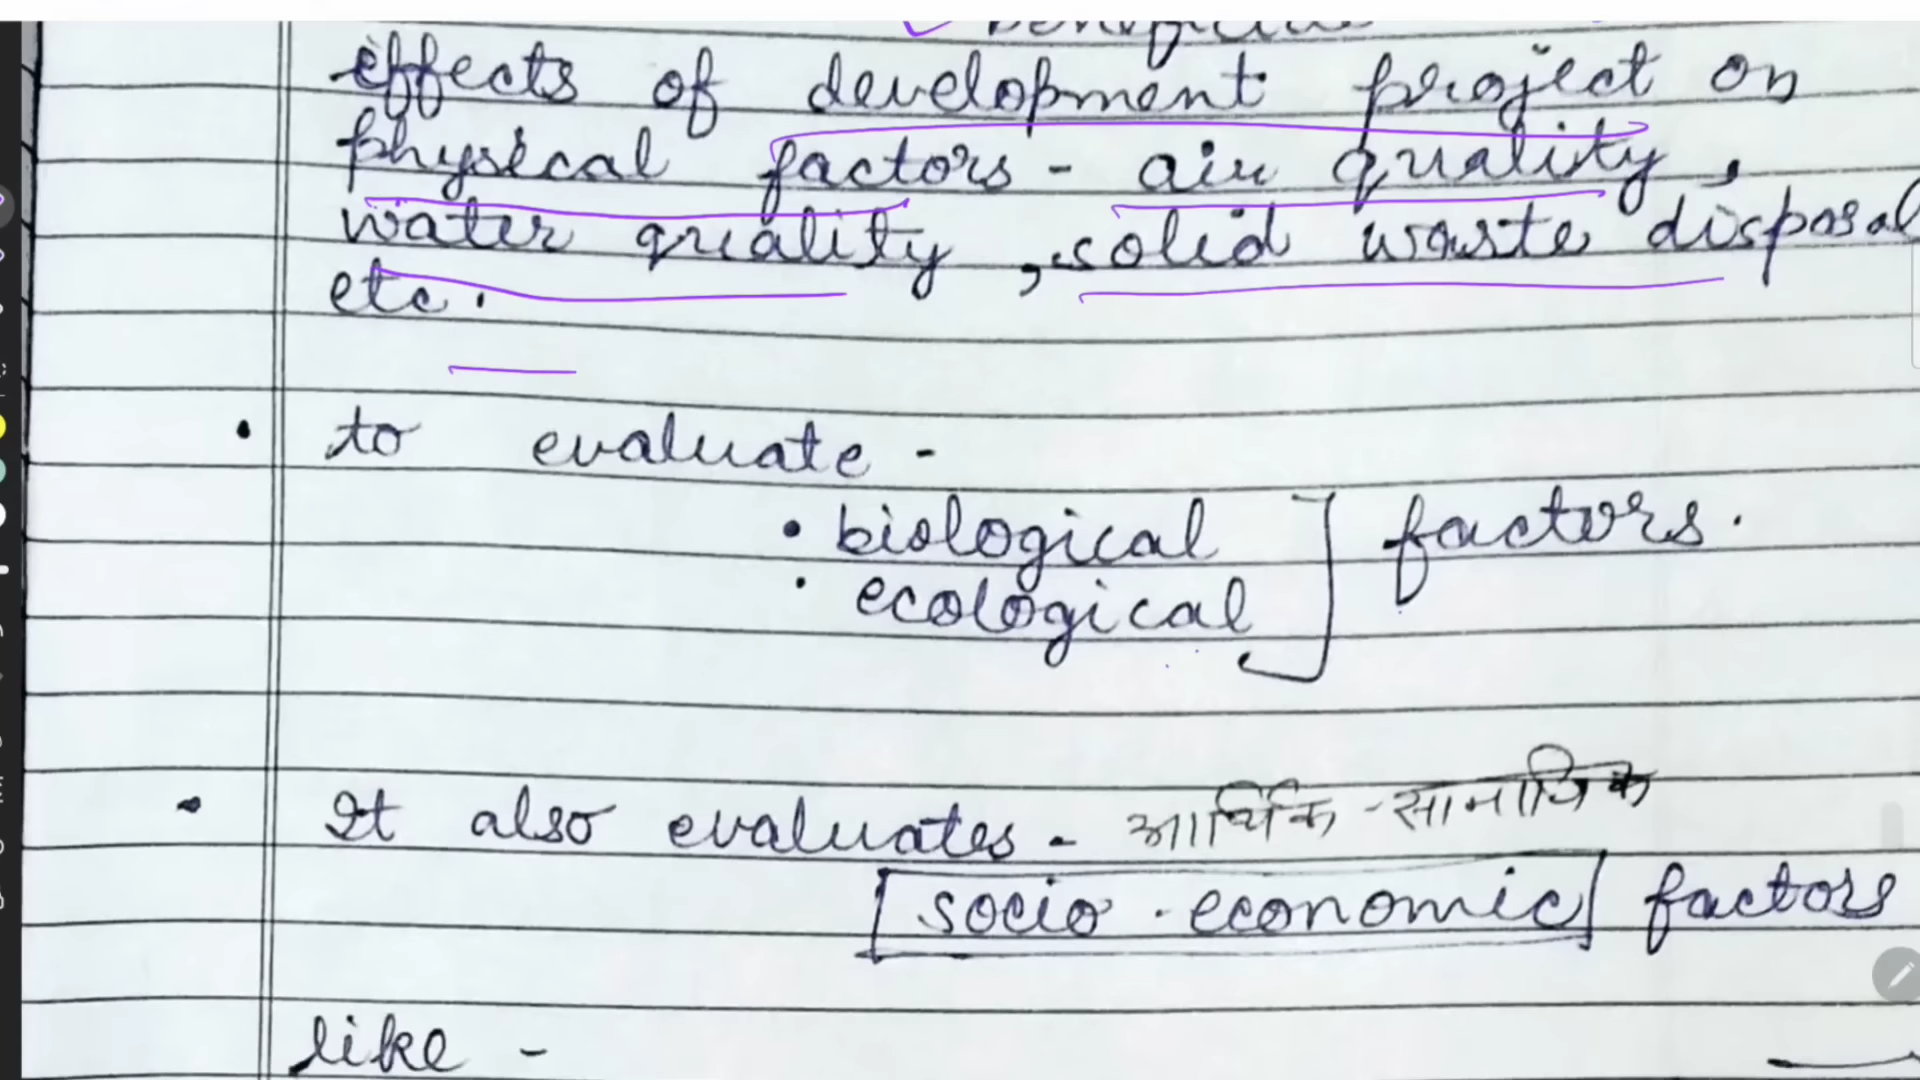 beneficial
effects of development project on
physical factors - air quality,
water quality, solid waste disposal
etc.
• to evaluate -
• biological
• ecological ] factors.
• It also evaluates - आर्थिक - सामाजिक
[socio-economic] factors
like -